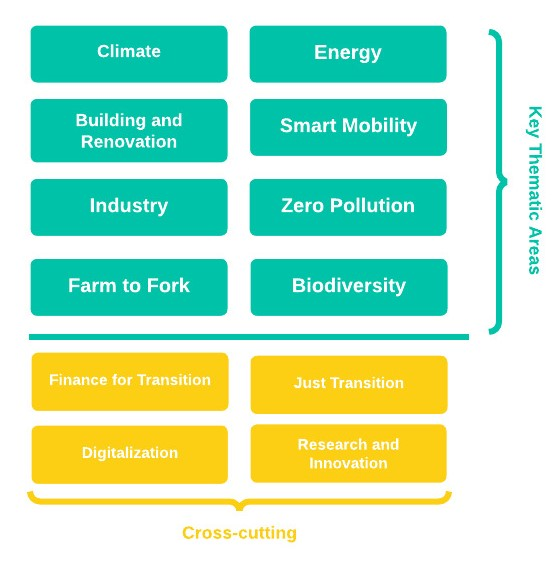 Climate
Energy
Building and
Renovation
Smart Mobility
Industry
Zero Pollution
Farm to Fork
Biodiversity
Key Thematic Areas
Finance for Transition
Just Transition
Digitalization
Research and
Innovation
Cross-cutting